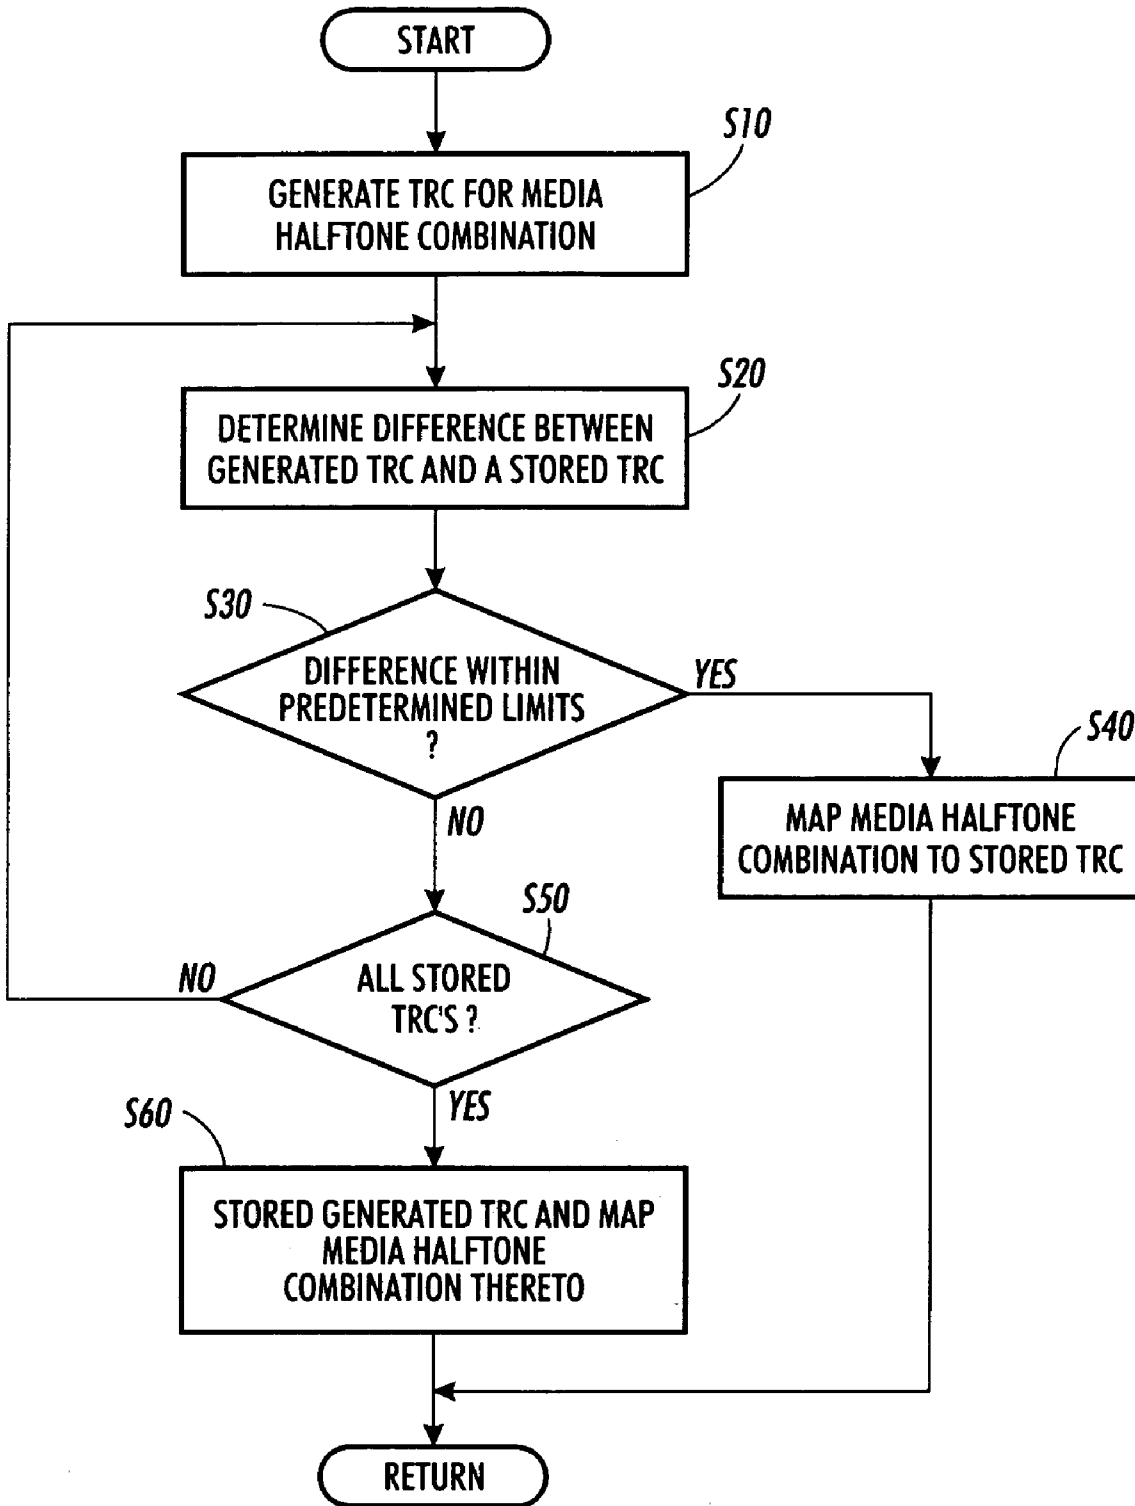 START
S10
GENERATE TRC FOR MEDIA
HALFTONE COMBINATION
S20
DETERMINE DIFFERENCE BETWEEN
GENERATED TRC AND A STORED TRC
S30
DIFFERENCE WITHIN
PREDETERMINED LIMITS
?
YES
S40
MAP MEDIA HALFTONE
COMBINATION TO STORED TRC
NO
S50
ALL STORED
TRC'S ?
NO
YES
S60
STORED GENERATED TRC AND MAP
MEDIA HALFTONE
COMBINATION THERETO
RETURN